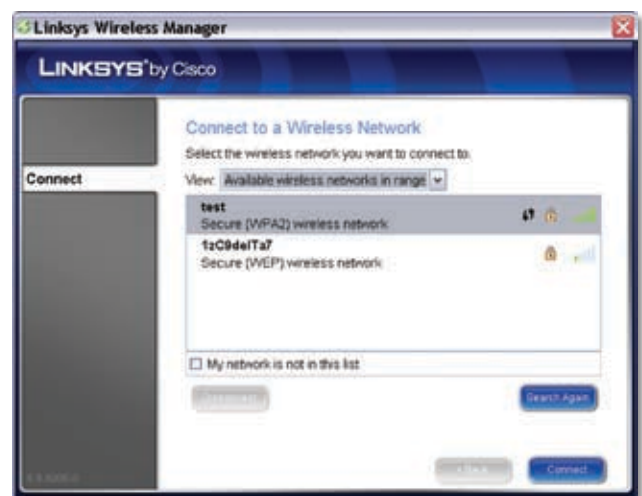 Linksys Wireless Manager
LINKSYS® by Cisco
Connect to a Wireless Network
Select the wireless network you want to connect to.
Connect
View: Available wireless networks in range
test
Secure (WPA2) wireless network
Secure (WEP) wireless network
My network is not in this list
Search Again
Connect